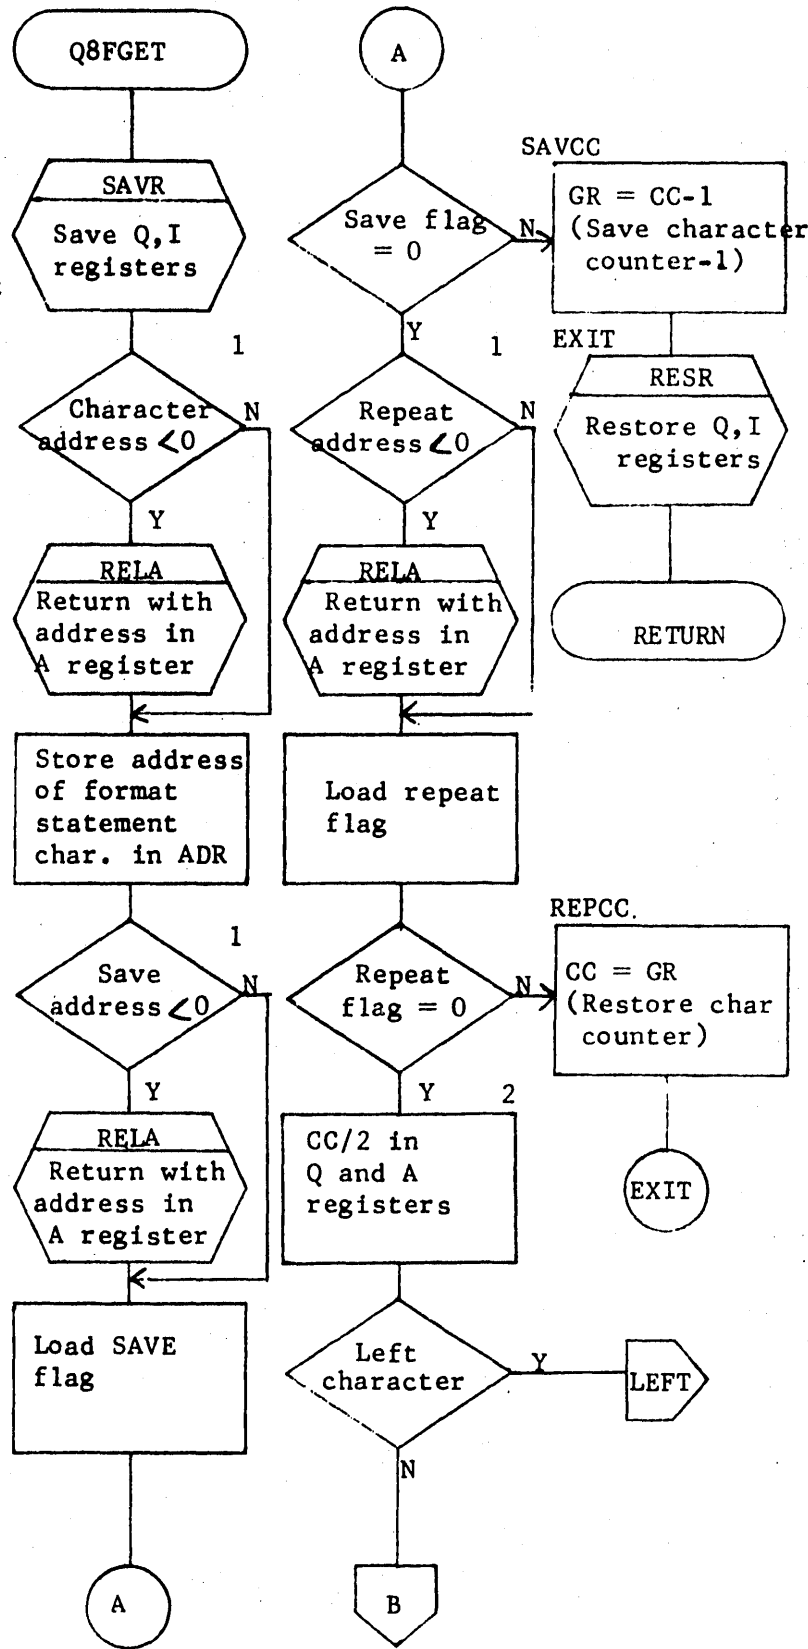 Q8FGET
SAVR
Save Q,I
registers
1
Character
address <0
N
Y
RELA
Return with
address in
A register
Store address
of format
statement
char. in ADR
1
Save
address <0
N
Y
RELA
Return with
address in
A register
Load SAVE
flag
A
A
Save flag
= 0
N
Y
1
Repeat
address <0
N
Y
RELA
Return with
address in
A register
Load repeat
flag
Repeat
flag = 0
N
Y
2
CC/2 in
Q and A
registers
Left
character
Y
LEFT
N
B
SAVCC
GR = CC-1
(Save character
counter-1)
EXIT
RESR
Restore Q,I
registers
RETURN
REPCC.
CC = GR
(Restore char
counter)
EXIT